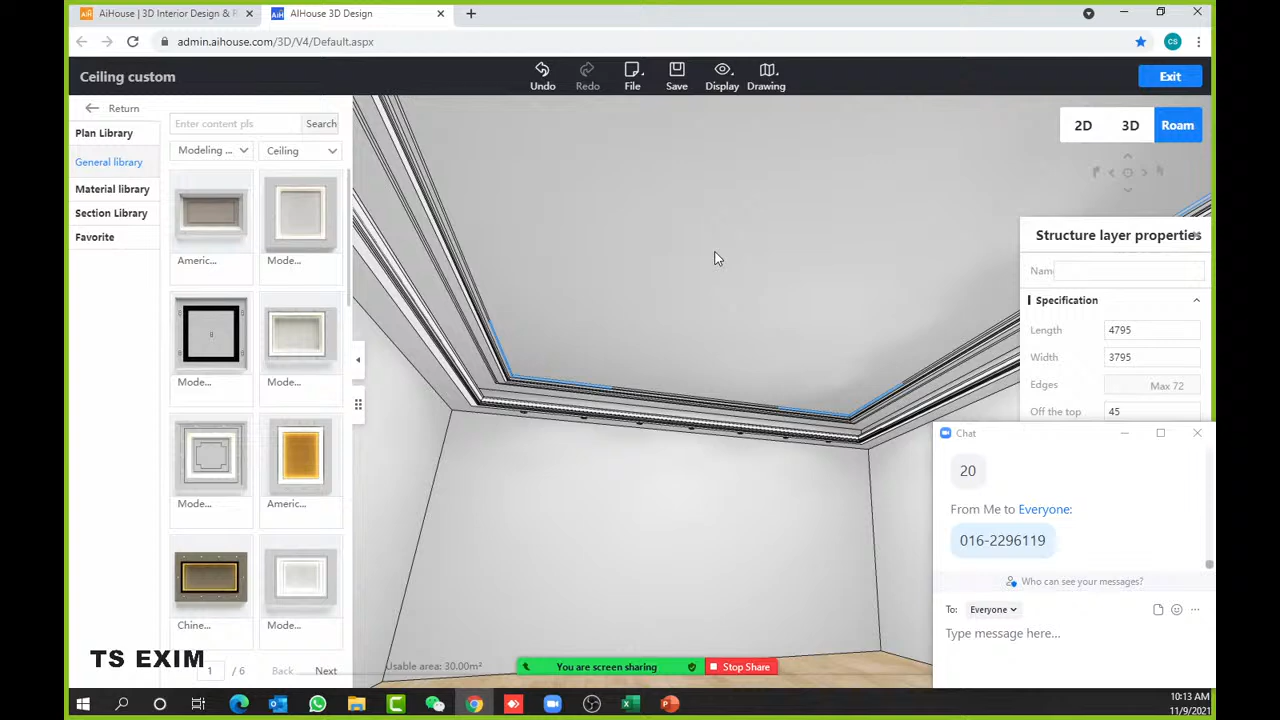 AiHouse | 3D Interior Design & P
AIHouse 3D Design
admin.aihouse.com/3D/V4/Default.aspx
CS
Ceiling custom
Undo
Redo
File
Save
Display
Drawing
Exit
Return
Plan Library
General library
Material library
Section Library
Favorite
Enter content pls
Search
Modeling ...
Ceiling
Americ...
Mode...
Mode...
Mode...
Mode...
Americ...
Chine...
Mode...
1 / 6
Back
Next
2D
3D
Roam
Structure layer properties
Name
Specification
Length
4795
Width
3795
Edges
Max 72
Off the top
45
Chat
20
From Me to Everyone:
016-2296119
Who can see your messages?
To: Everyone
Type message here...
Usable area: 30.00m²
You are screen sharing
Stop Share
TS EXIM
10:13 AM
11/9/2021